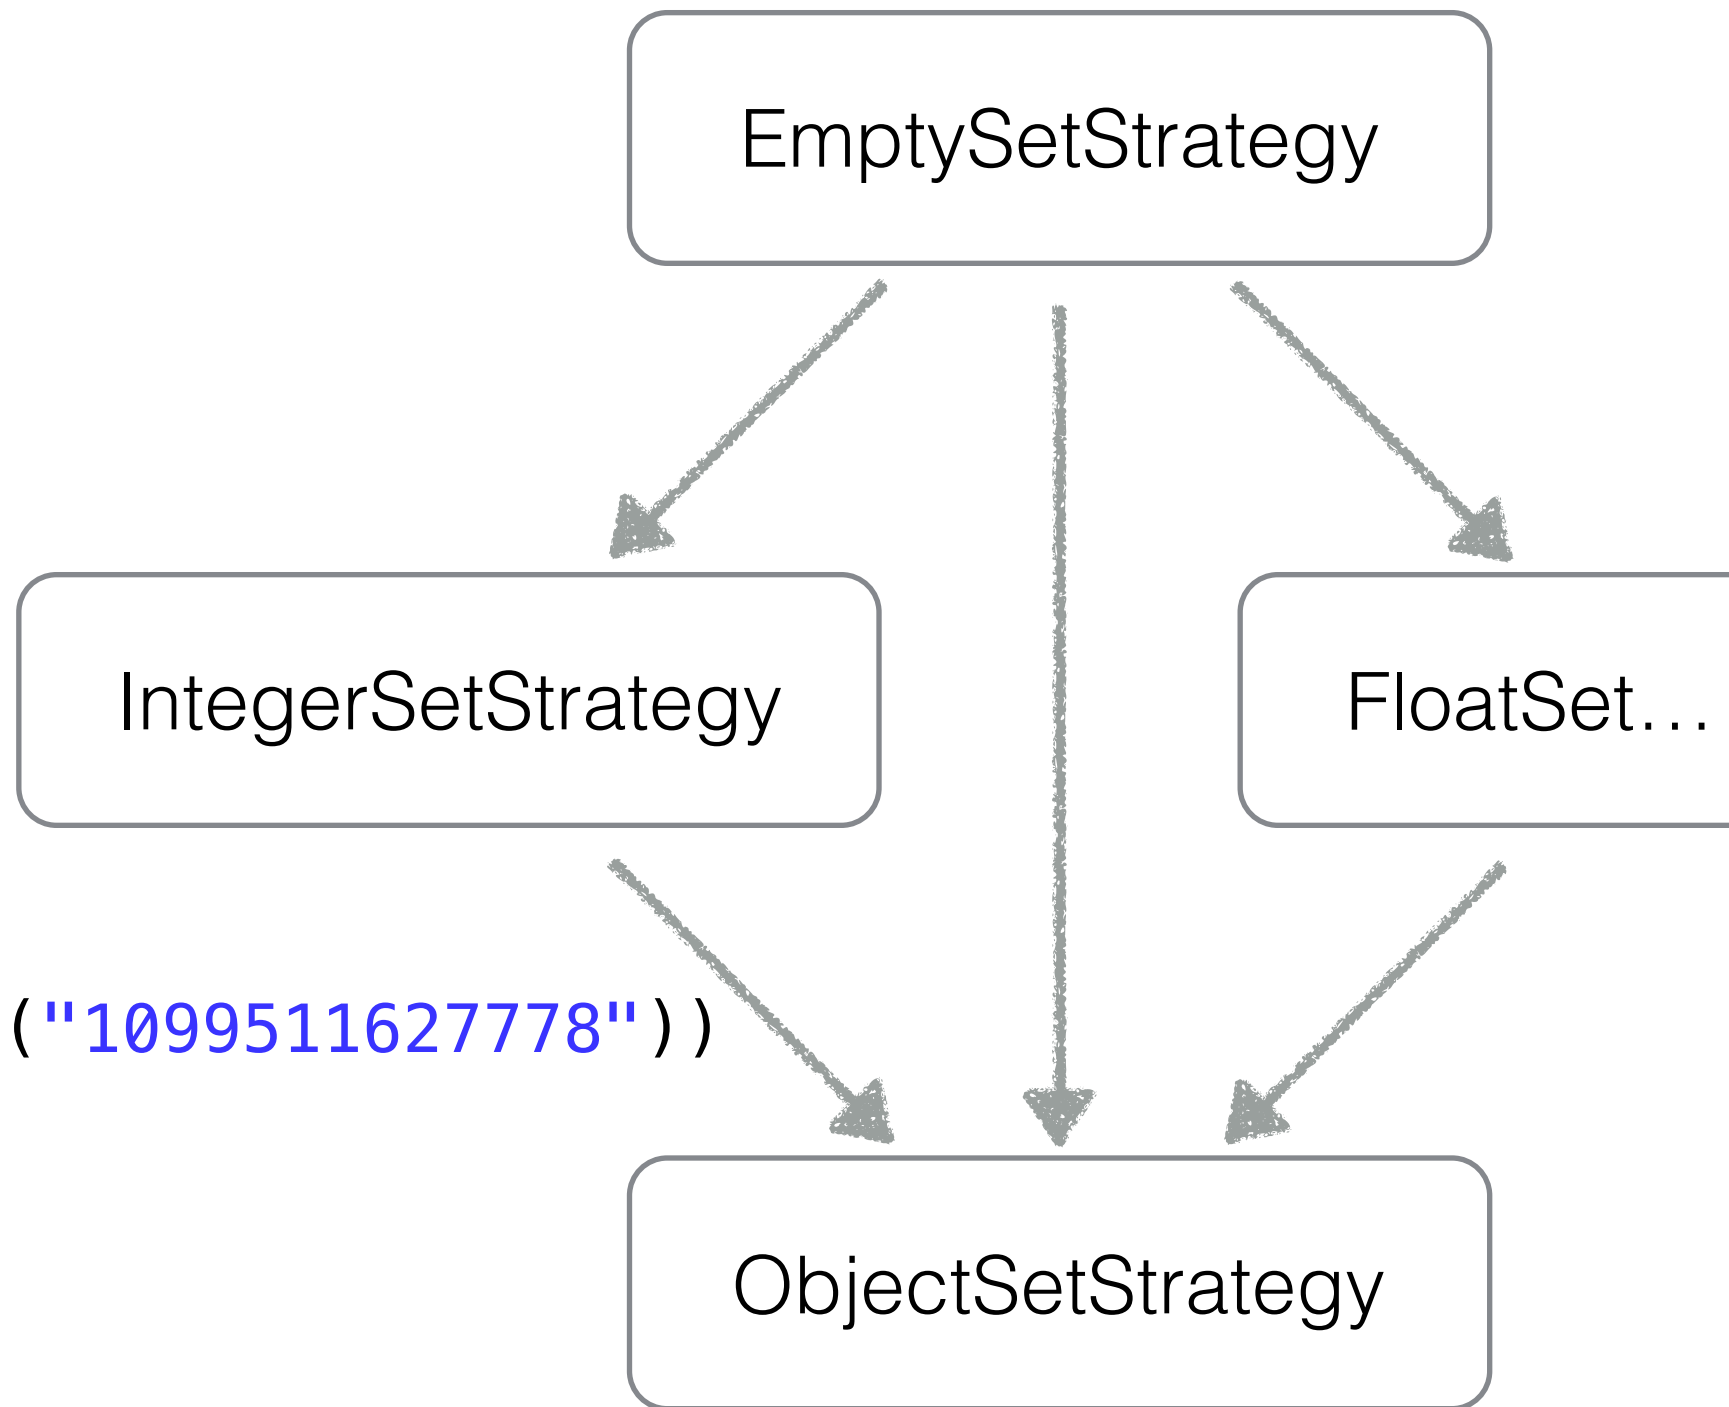 EmptySetStrategy
IntegerSetStrategy
FloatSet…
("1099511627778"))
ObjectSetStrategy